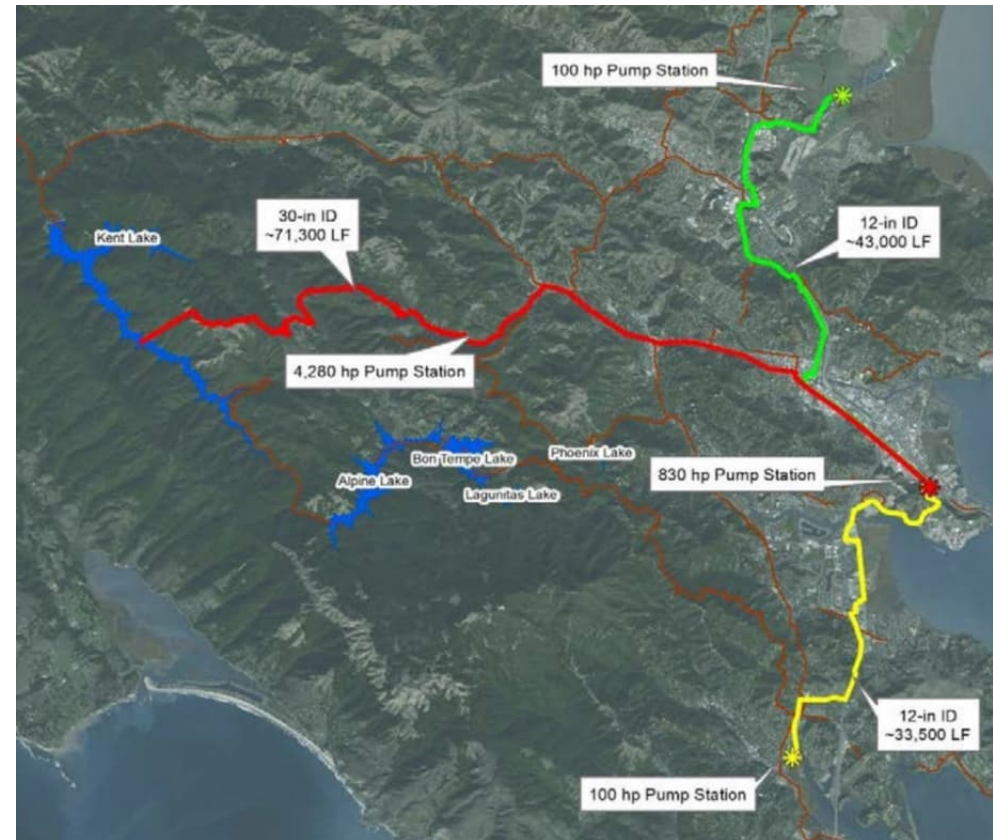 100 hp Pump Station
30-in ID
~71,300 LF
12-in ID
~43,000 LF
Kent Lake
4,280 hp Pump Station
Bon Tempe Lake
Phoenix Lake
Alpine Lake
Lagunitas Lake
830 hp Pump Station
12-in ID
~33,500 LF
100 hp Pump Station